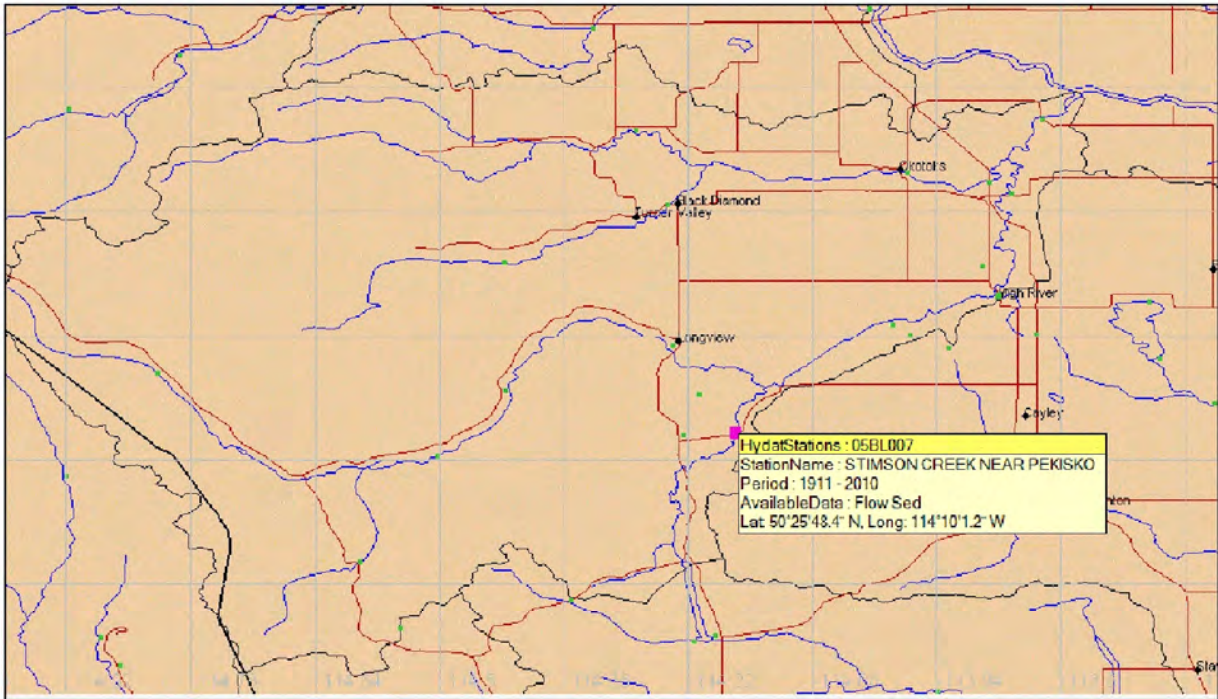 Okotoks
Black Diamond
Turner Valley
High River
Longview
Cayley
HydatStations : 05BL007
StationName : STIMSON CREEK NEAR PEKISKO
Period : 1911 - 2010
AvailableData : Flow Sed
Lat: 50°25'48.4" N, Long: 114°10'1.2" W
nton